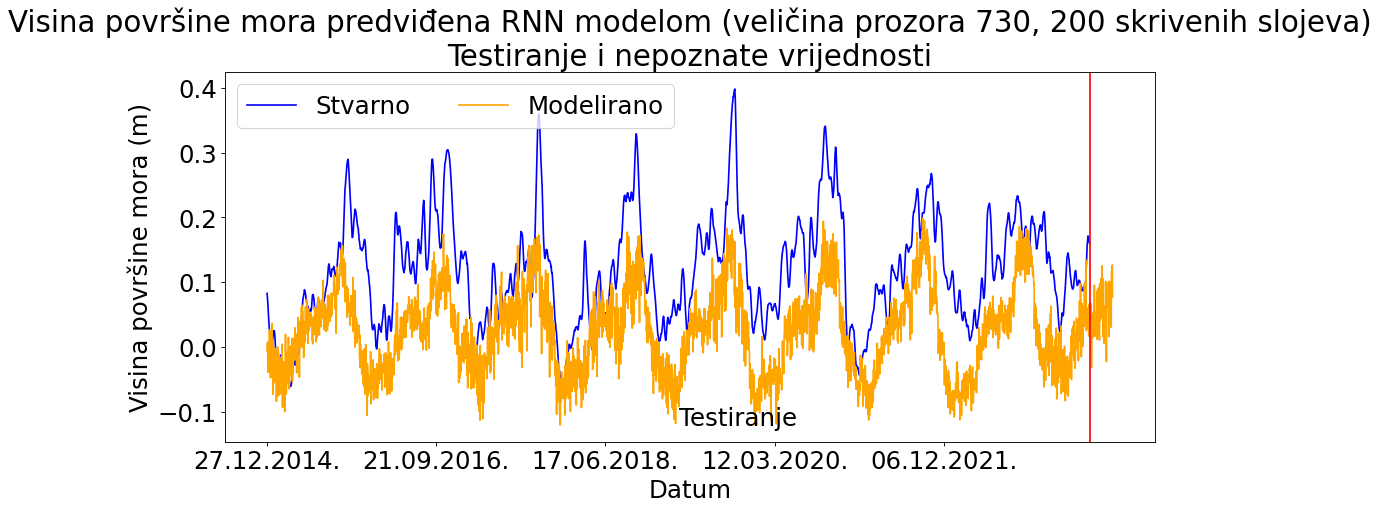 Visina površine mora predviđena RNN modelom (veličina prozora 730, 200 skrivenih slojeva)
Testiranje i nepoznate vrijednosti
Stvarno
Modelirano
Visina površine mora (m)
0.4
0.3
0.2
0.1
0.0
−0.1
Testiranje
27.12.2014.
21.09.2016.
17.06.2018.
12.03.2020.
06.12.2021.
Datum